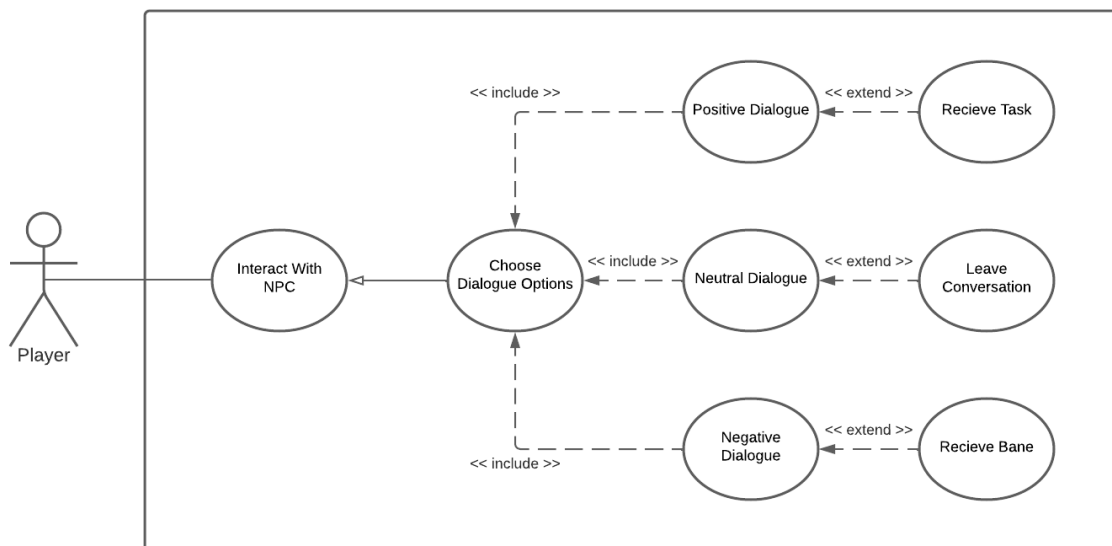 << include >>
Positive Dialogue
<< extend >>
Recieve Task
Player
Interact With
NPC
Choose
Dialogue Options
<< include >>
Neutral Dialogue
<< extend >>
Leave
Conversation
<< include >>
Negative
Dialogue
<< extend >>
Recieve Bane